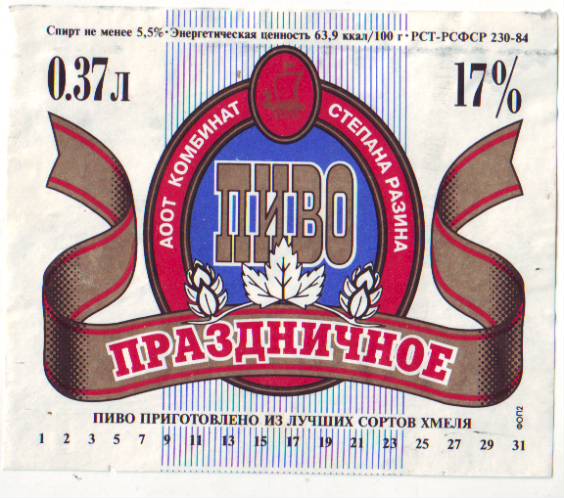 Спирт не менее 5,5% · Энергетическая ценность 63,9 ккал/100 г · РСТ-РСФСР 230-84
0.37л
17%
АООТ КОМБИНАТ СТЕПАНА РАЗИНА
ПИВО
ПРАЗДНИЧНОЕ
ПИВО ПРИГОТОВЛЕНО ИЗ ЛУЧШИХ СОРТОВ ХМЕЛЯ
1 2 3 4 5 7 9 11 13 15 17 19 21 23 25 27 29 31
ФОП2